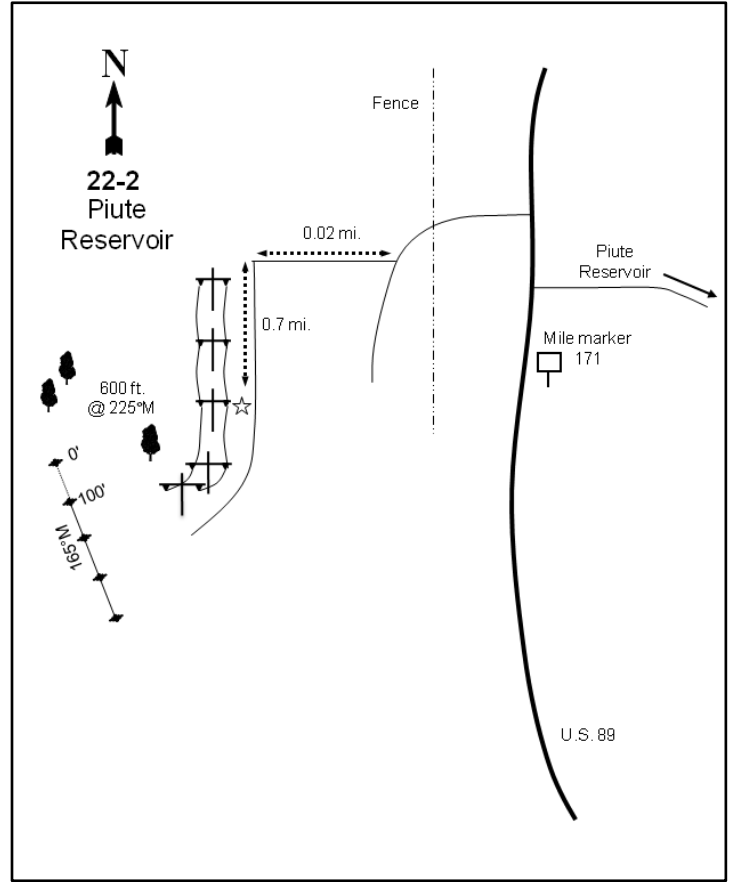 N
22-2
Piute
Reservoir
Fence
0.02 mi.
Piute
Reservoir
0.7 mi.
Mile marker
171
600 ft.
@ 225°M
0'
100'
165°M
U.S. 89